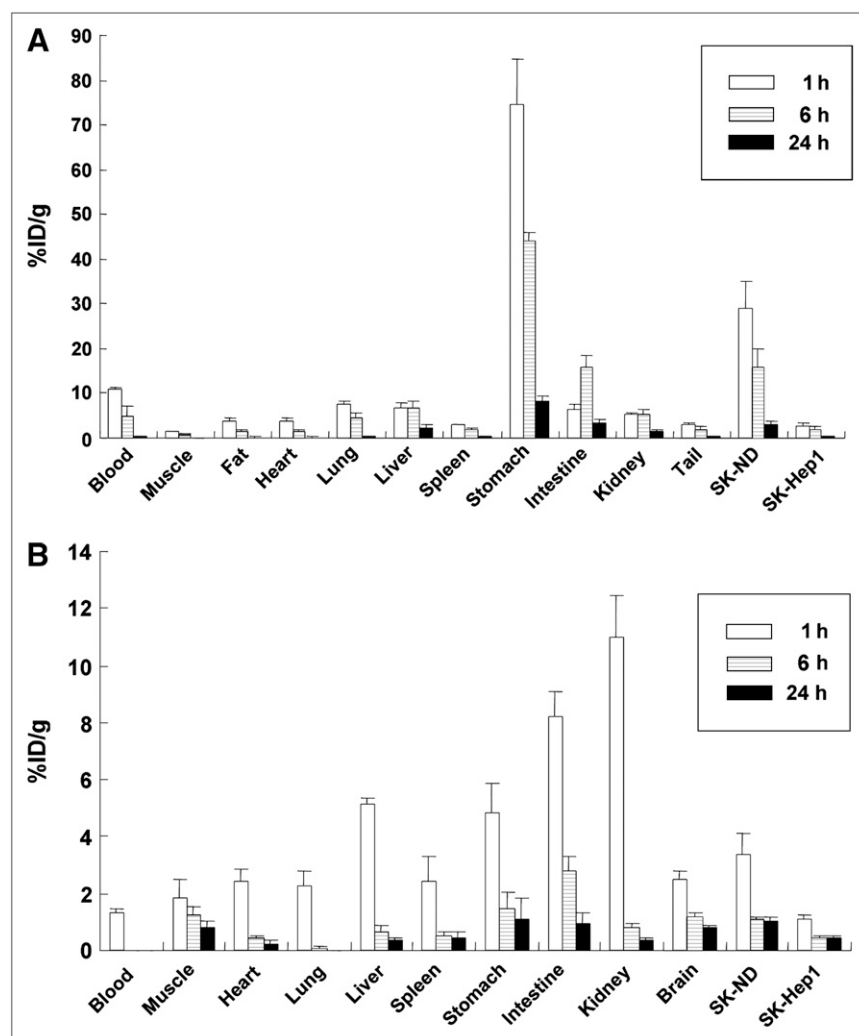 A
90
80
70
60
50
40
30
20
10
0
%ID/g
1 h
6 h
24 h
Blood
Muscle
Fat
Heart
Lung
Liver
Spleen
Stomach
Intestine
Kidney
Tail
SK-ND
SK-Hep1
B
14
12
10
8
6
4
2
0
%ID/g
1 h
6 h
24 h
Blood
Muscle
Heart
Lung
Liver
Spleen
Stomach
Intestine
Kidney
Brain
SK-ND
SK-Hep1